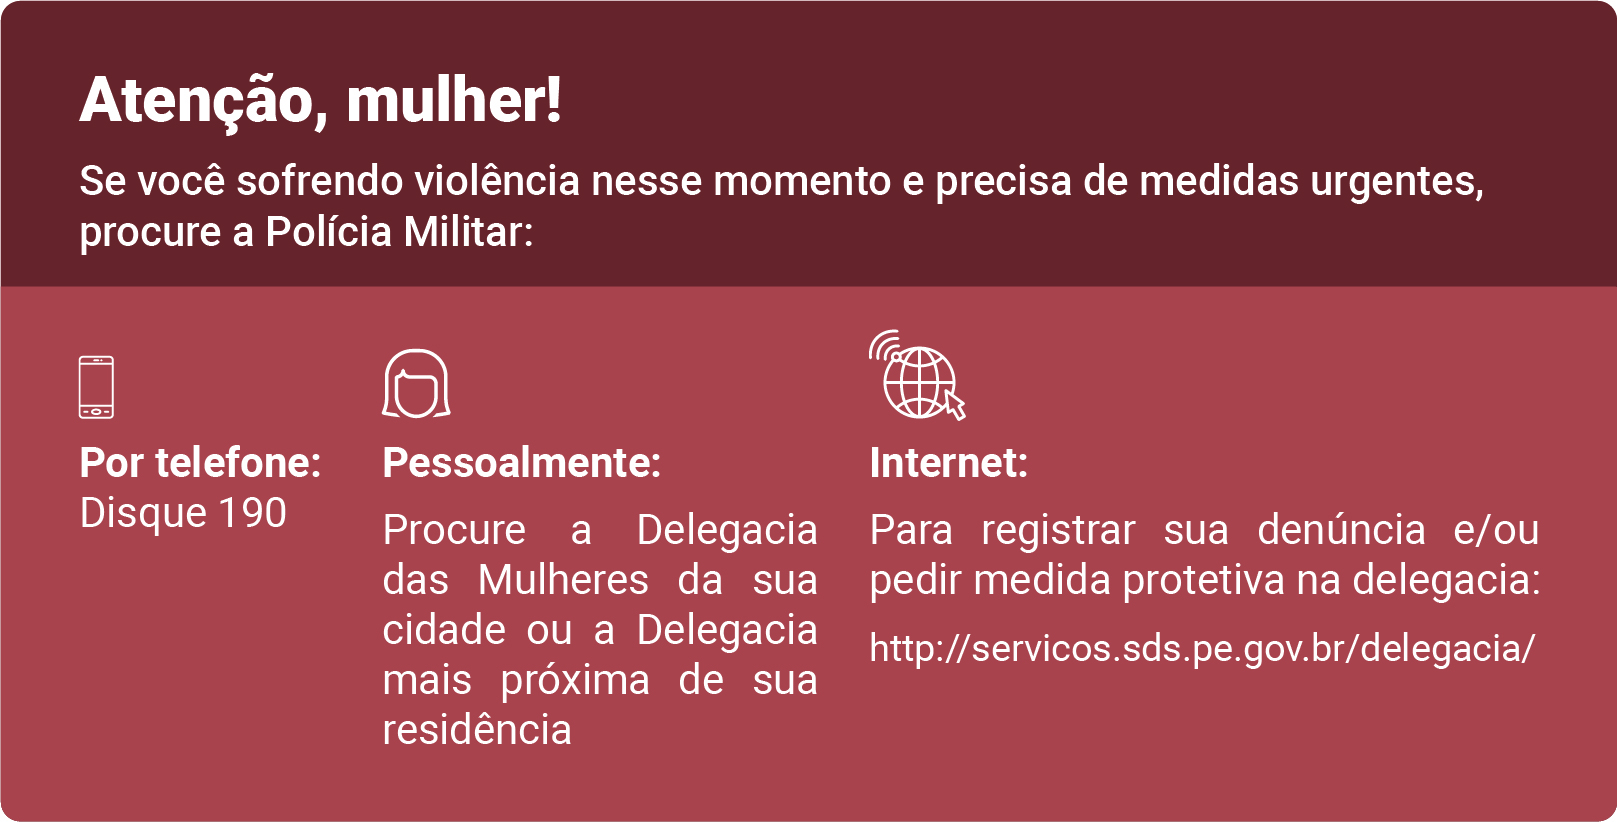 Atenção, mulher!
Se você sofrendo violência nesse momento e precisa de medidas urgentes,
procure a Polícia Militar:
Por telefone:
Disque 190
Pessoalmente:
Procure a Delegacia
das Mulheres da sua
cidade ou a Delegacia
mais próxima de sua
residência
Internet:
Para registrar sua denúncia e/ou
pedir medida protetiva na delegacia:
http://servicos.sds.pe.gov.br/delegacia/